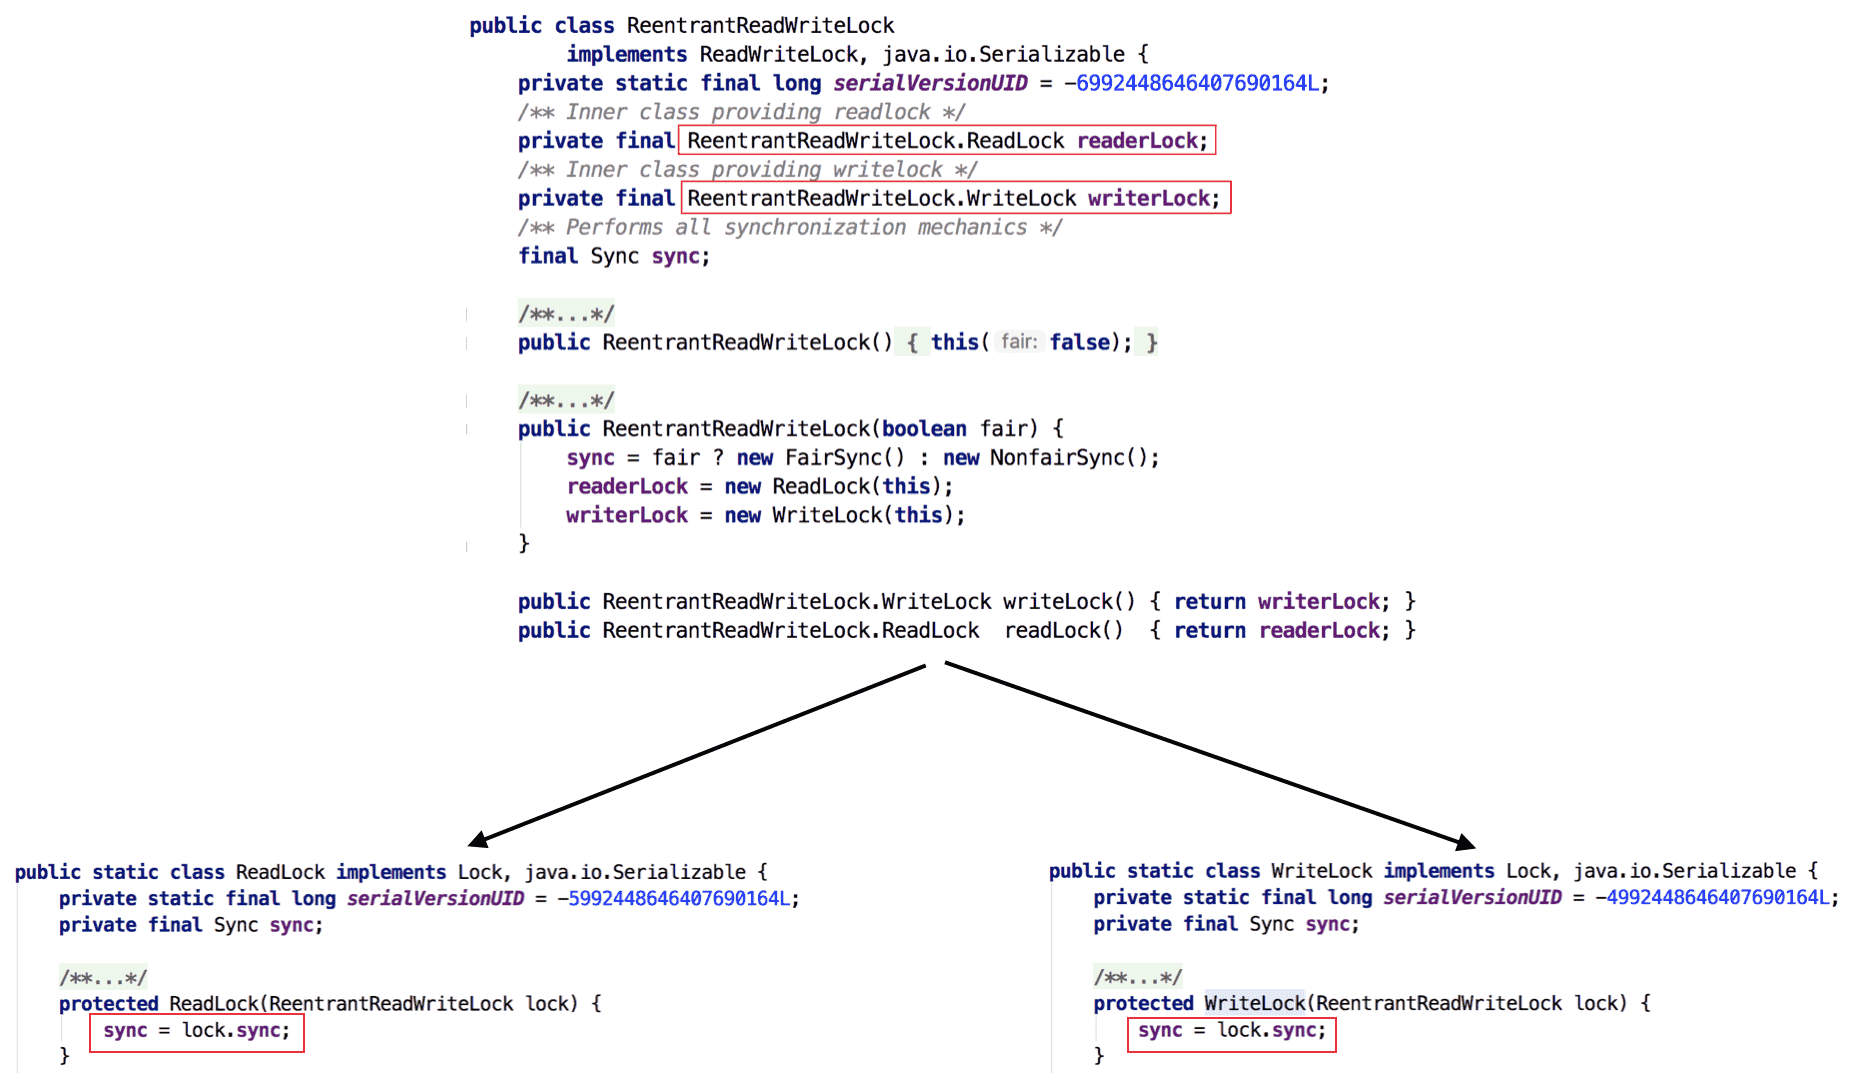 public class ReentrantReadWriteLock
implements ReadWriteLock, java.io.Serializable {
private static final long serialVersionUID = -6992448646407690164L;
/** Inner class providing readlock */
private final ReentrantReadWriteLock.ReadLock readerLock;
/** Inner class providing writelock */
private final ReentrantReadWriteLock.WriteLock writerLock;
/** Performs all synchronization mechanics */
final Sync sync;
/**...*/
public ReentrantReadWriteLock() { this( fair: false); }
/**...*/
public ReentrantReadWriteLock(boolean fair) {
sync = fair ? new FairSync() : new NonfairSync();
readerLock = new ReadLock(this);
writerLock = new WriteLock(this);
}
public ReentrantReadWriteLock.WriteLock writeLock() { return writerLock; }
public ReentrantReadWriteLock.ReadLock  readLock()  { return readerLock; }
public static class ReadLock implements Lock, java.io.Serializable {
private static final long serialVersionUID = -5992448646407690164L;
private final Sync sync;
/**...*/
protected ReadLock(ReentrantReadWriteLock lock) {
sync = lock.sync;
}
public static class WriteLock implements Lock, java.io.Serializable {
private static final long serialVersionUID = -4992448646407690164L;
private final Sync sync;
/**...*/
protected WriteLock(ReentrantReadWriteLock lock) {
sync = lock.sync;
}